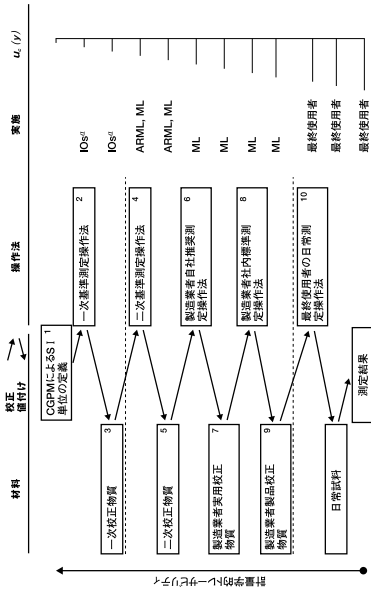 材料
校正
値付け
操作法
実施
uc (y)
CGPMによるSI 1
単位の定義
2
一次基準測定操作法
IOsa
3
一次校正物質
IOsa
4
二次基準測定操作法
ARML, ML
5
二次校正物質
ARML, ML
6
製造業者自社推奨測
定操作法
ML
7
製造業者実用校正
物質
ML
8
製造業者社内標準測
定操作法
ML
9
製造業者製品校正
物質
ML
10
最終使用者の日常測
定操作法
最終使用者
日常試料
最終使用者
測定結果
最終使用者
計量学的トレーサビリティ